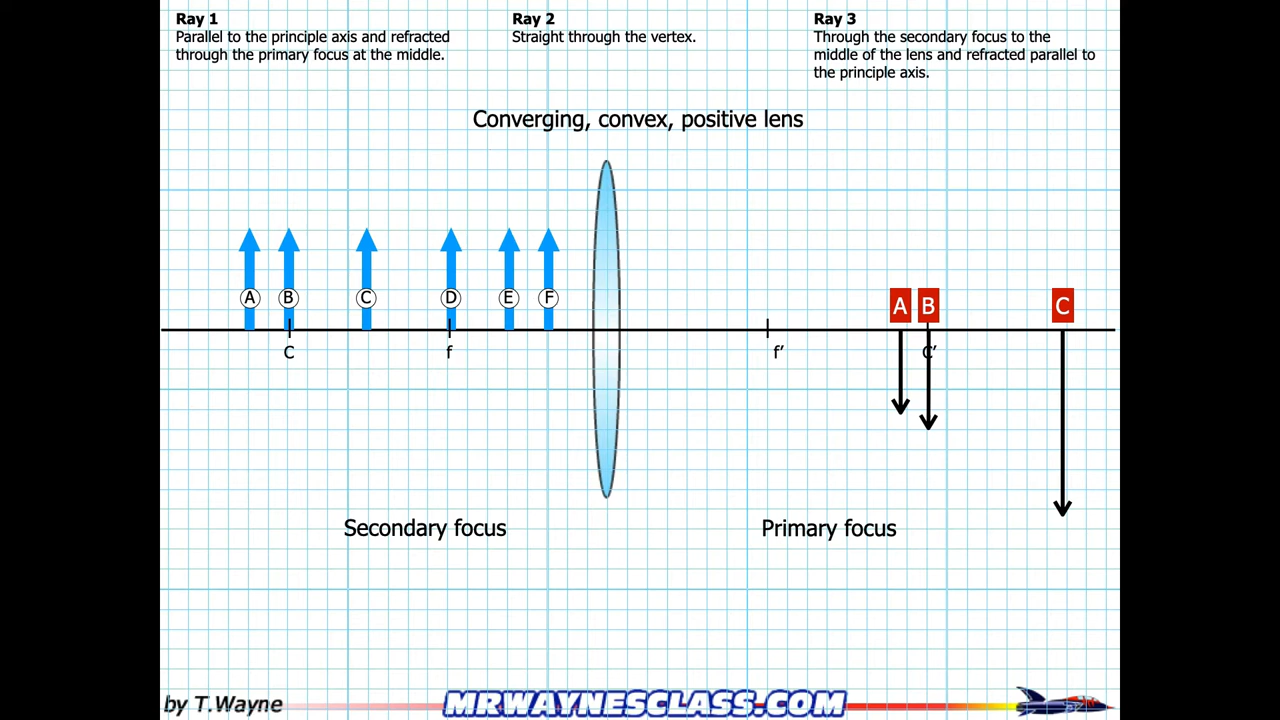 Ray 1
Parallel to the principle axis and refracted
through the primary focus at the middle.
Ray 2
Straight through the vertex.
Ray 3
Through the secondary focus to the
middle of the lens and refracted parallel to
the principle axis.
Converging, convex, positive lens
A B C D E F
A B C
C f f' C'
Secondary focus Primary focus
by T.Wayne MRWAYNESCLASS.COM